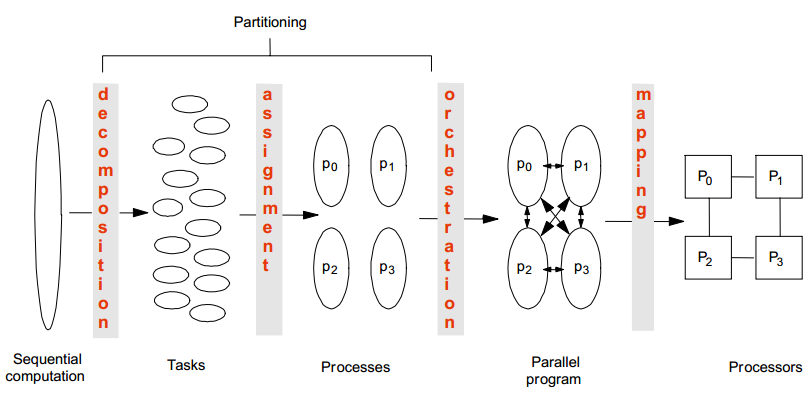 Partitioning
decomposition
assignment
orchestration
mapping
p0
p1
p2
p3
p0
p1
p2
p3
P0
P1
P2
P3
Sequential
computation
Tasks
Processes
Parallel
program
Processors